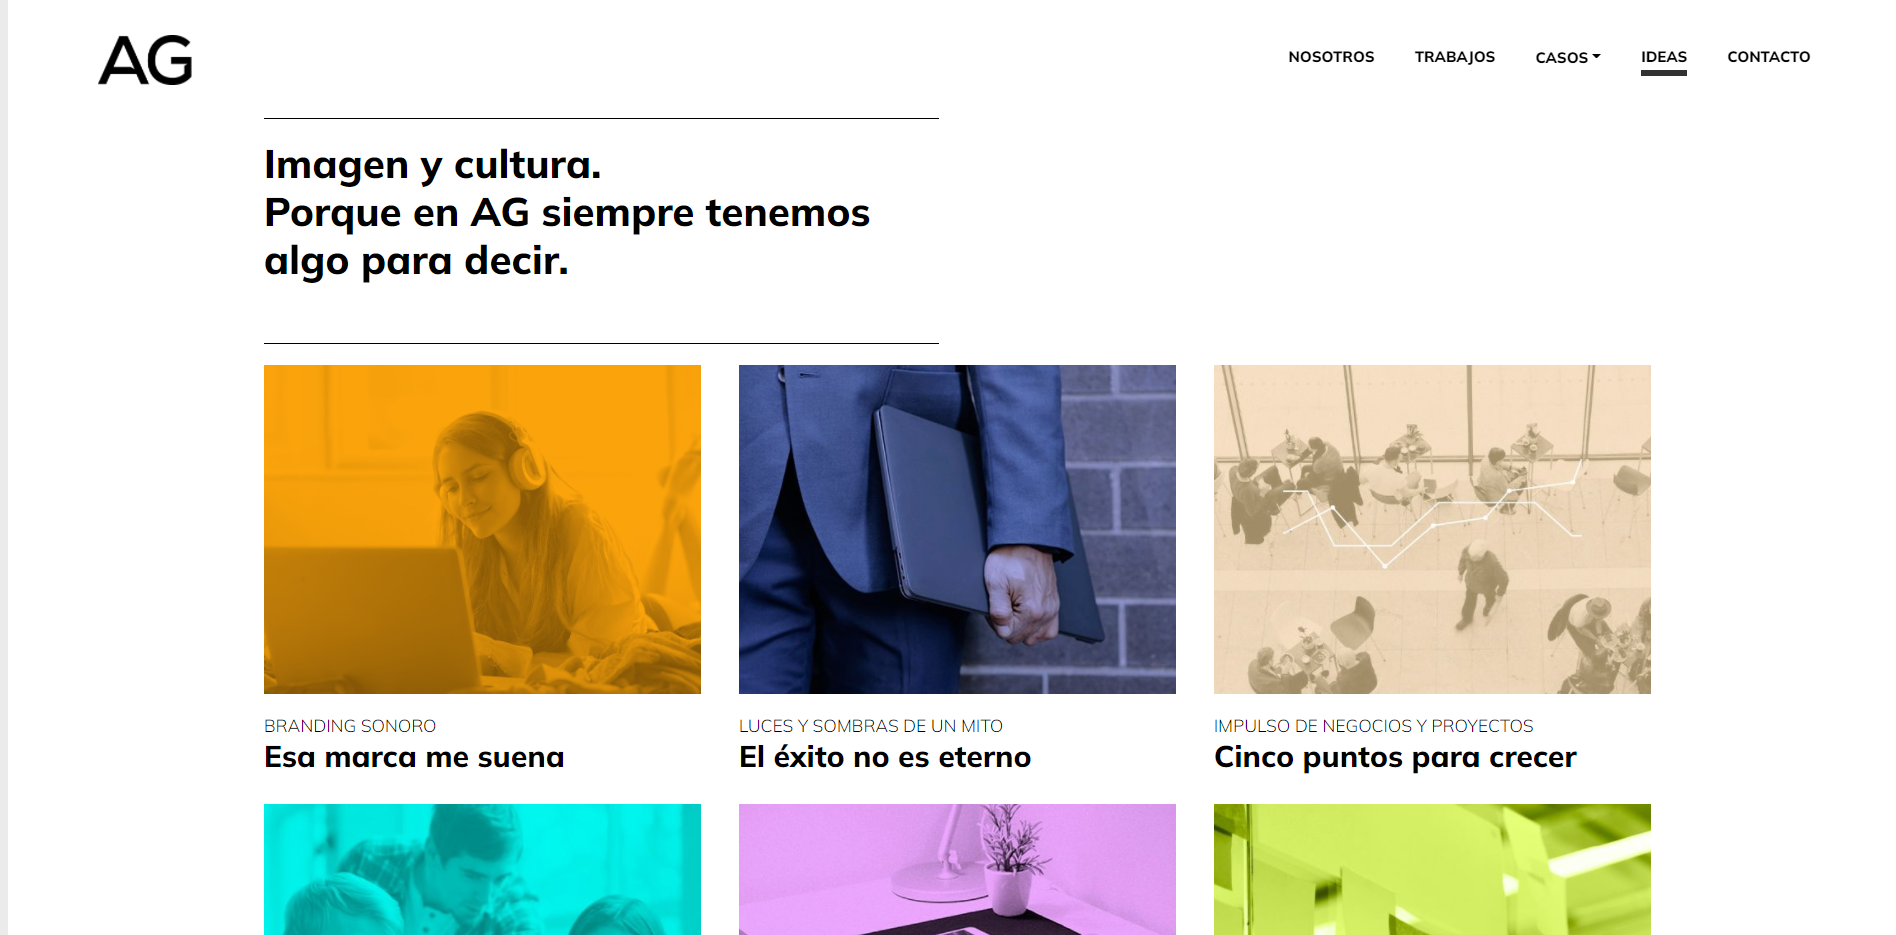 AG
NOSOTROS
TRABAJOS
CASOS
IDEAS
CONTACTO
Imagen y cultura.
Porque en AG siempre tenemos
algo para decir.
BRANDING SONORO
Esa marca me suena
LUCES Y SOMBRAS DE UN MITO
El éxito no es eterno
IMPULSO DE NEGOCIOS Y PROYECTOS
Cinco puntos para crecer